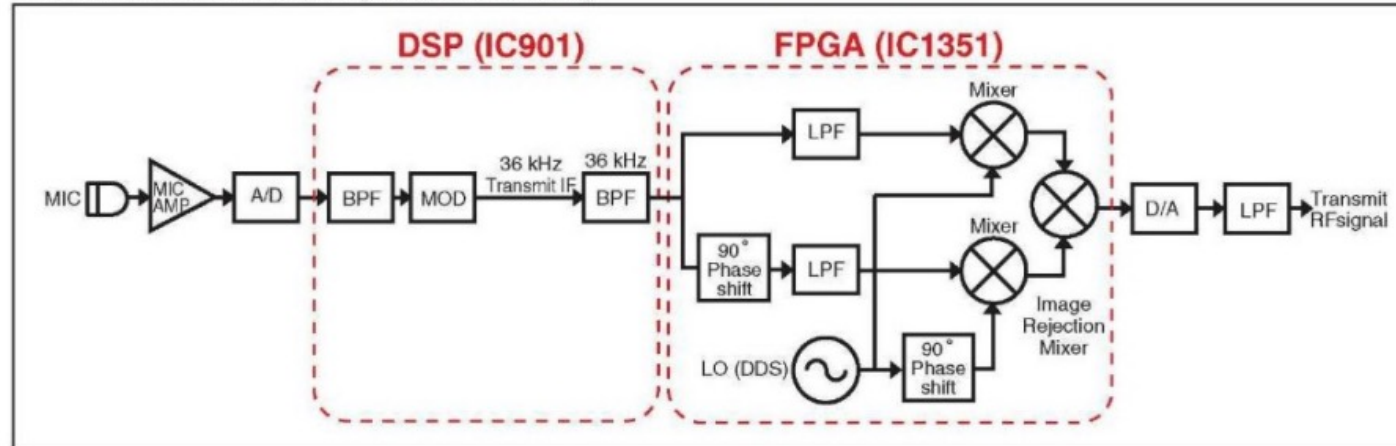 DSP (IC901)
FPGA (IC1351)
MIC
MIC
AMP.
A/D
BPF
MOD
36 kHz
Transmit IF
36 kHz
BPF
LPF
Mixer
90°
Phase
shift
LPF
Mixer
Image
Rejection
Mixer
LO (DDS)
90°
Phase
shift
D/A
LPF
Transmit
RFsignal